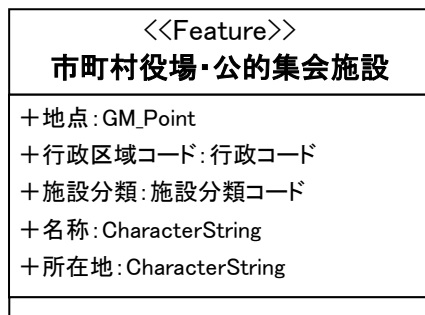 <<Feature>>
市町村役場・公的集会施設
＋地点：GM_Point
＋行政区域コード：行政コード
＋施設分類：施設分類コード
＋名称：CharacterString
＋所在地：CharacterString